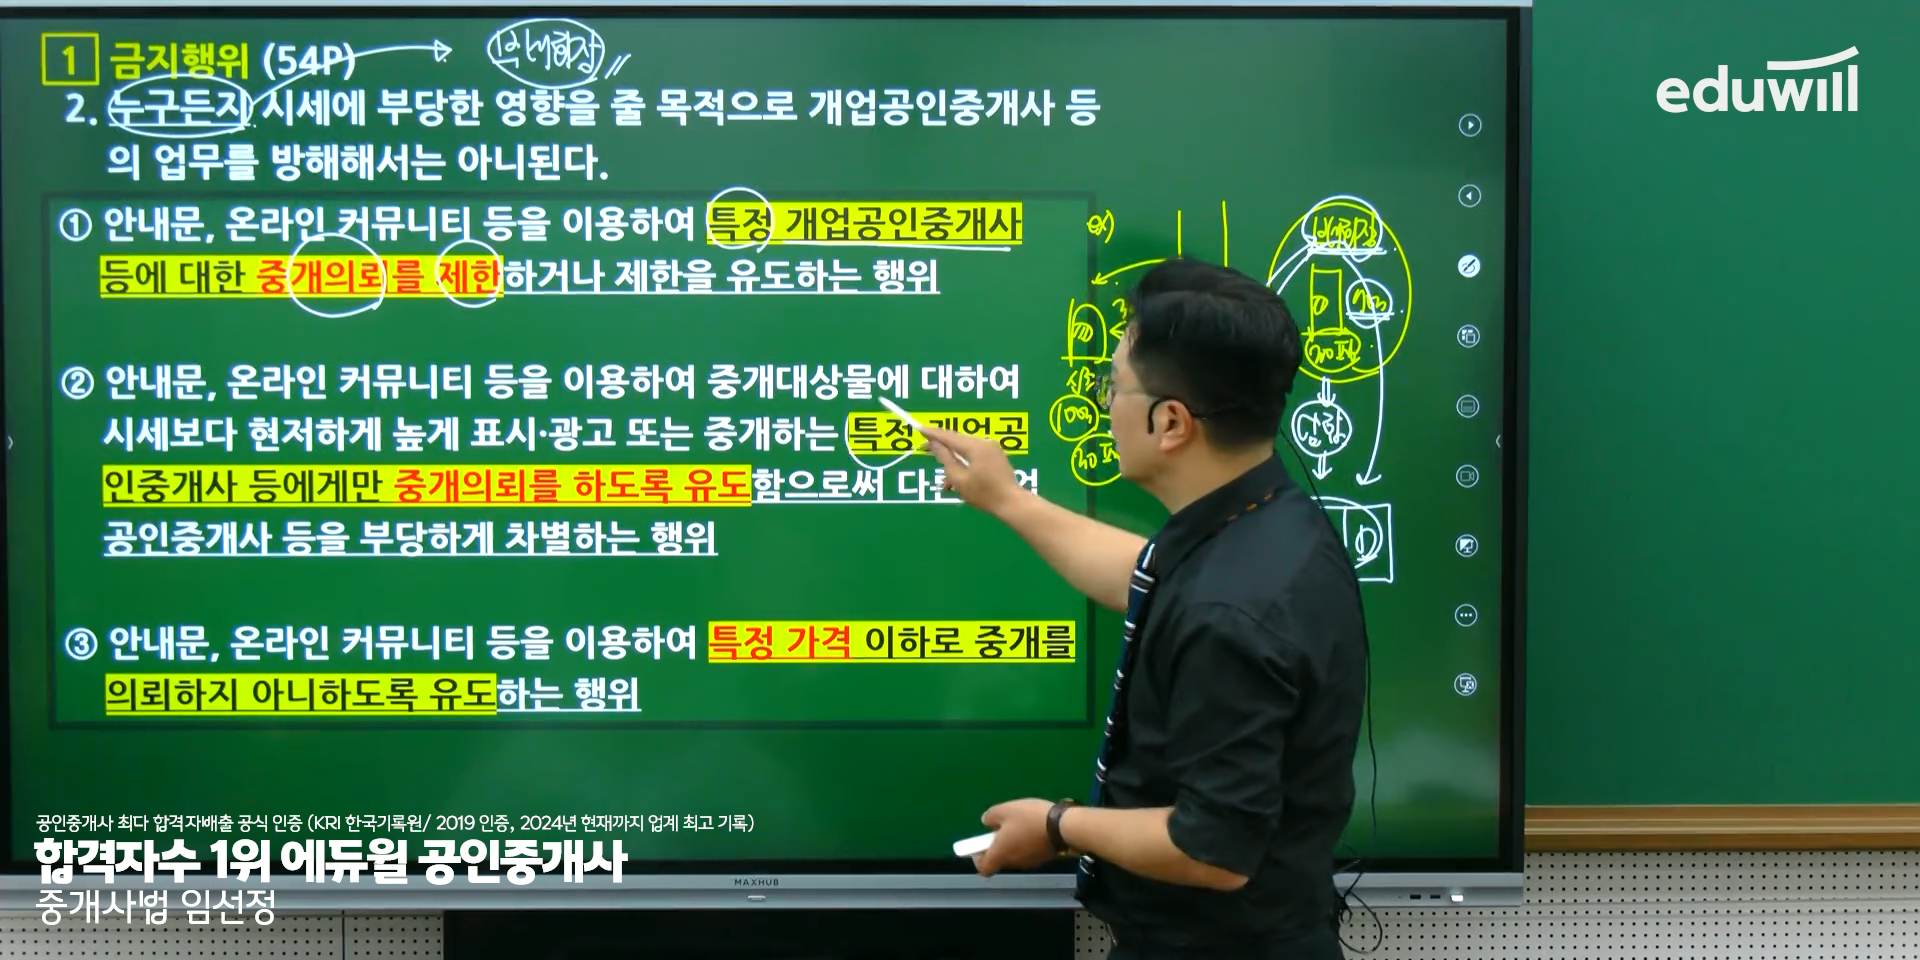 eduwill
1 금지행위 (54P)
2. 누구든지 시세에 부당한 영향을 줄 목적으로 개업공인중개사 등
의 업무를 방해해서는 아니된다.
① 안내문, 온라인 커뮤니티 등을 이용하여 특정 개업공인중개사
등에 대한 중개의뢰를 제한하거나 제한을 유도하는 행위
② 안내문, 온라인 커뮤니티 등을 이용하여 중개대상물에 대하여
시세보다 현저하게 높게 표시·광고 또는 중개하는 특정 개업공
인중개사 등에게만 중개의뢰를 하도록 유도함으로써 다른
공인중개사 등을 부당하게 차별하는 행위
③ 안내문, 온라인 커뮤니티 등을 이용하여 특정 가격 이하로 중개를
의뢰하지 아니하도록 유도하는 행위
공인중개사 최다 합격자배출 공식 인증 (KRI 한국기록원/ 2019 인증, 2024년 현재까지 업계 최고 기록)
합격자수 1위 에듀윌 공인중개사
중개사법 임선정
MAXHUB